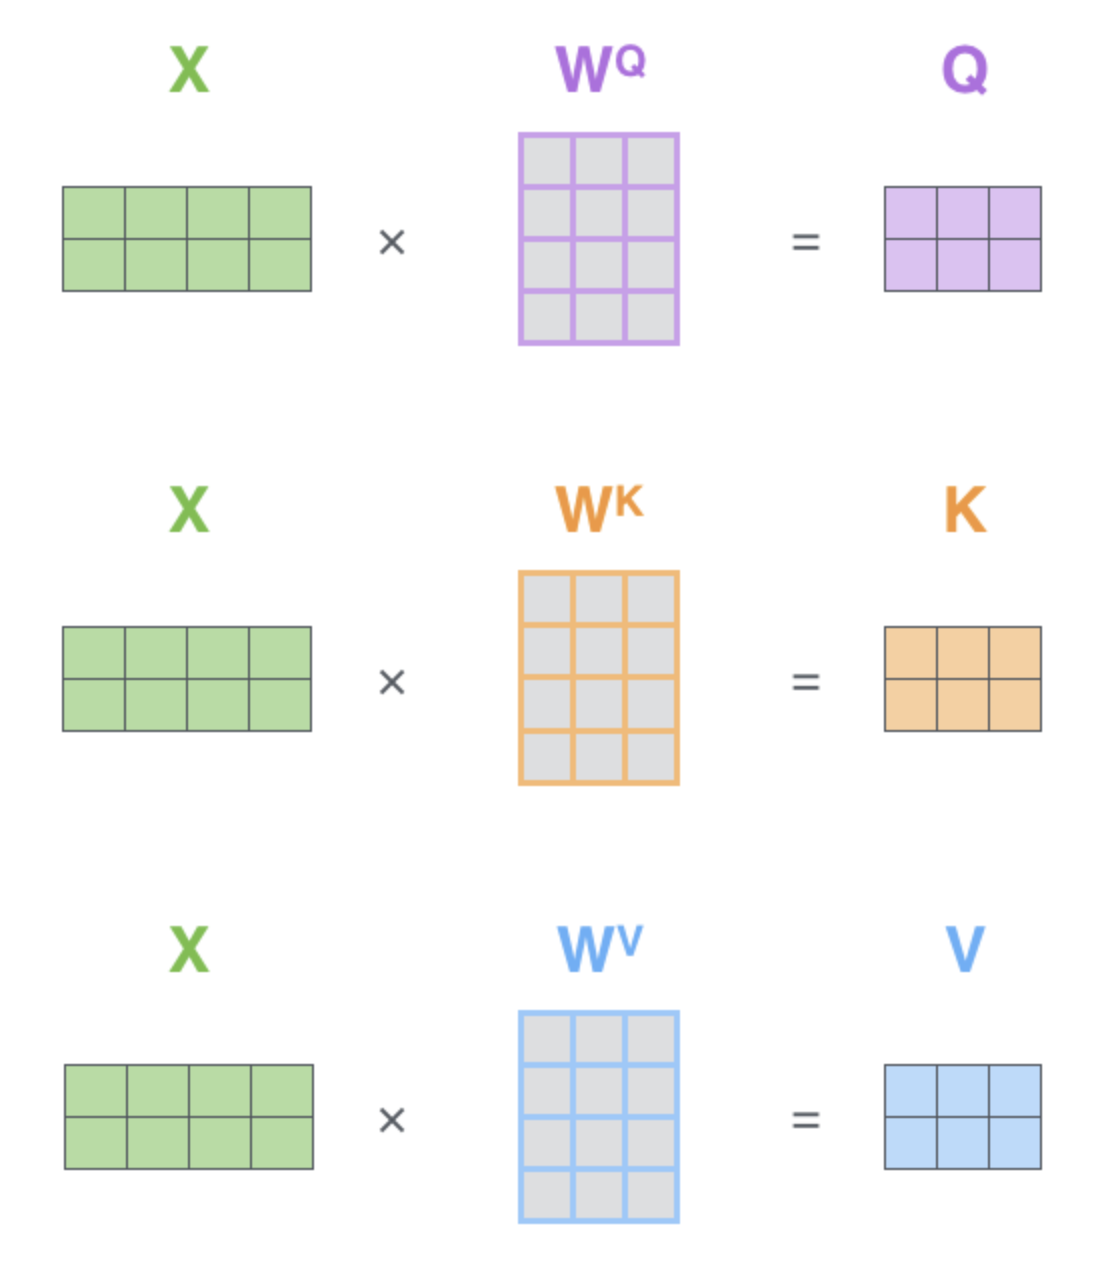 X W^Q Q
× =
X W^K K
× =
X W^V V
× =